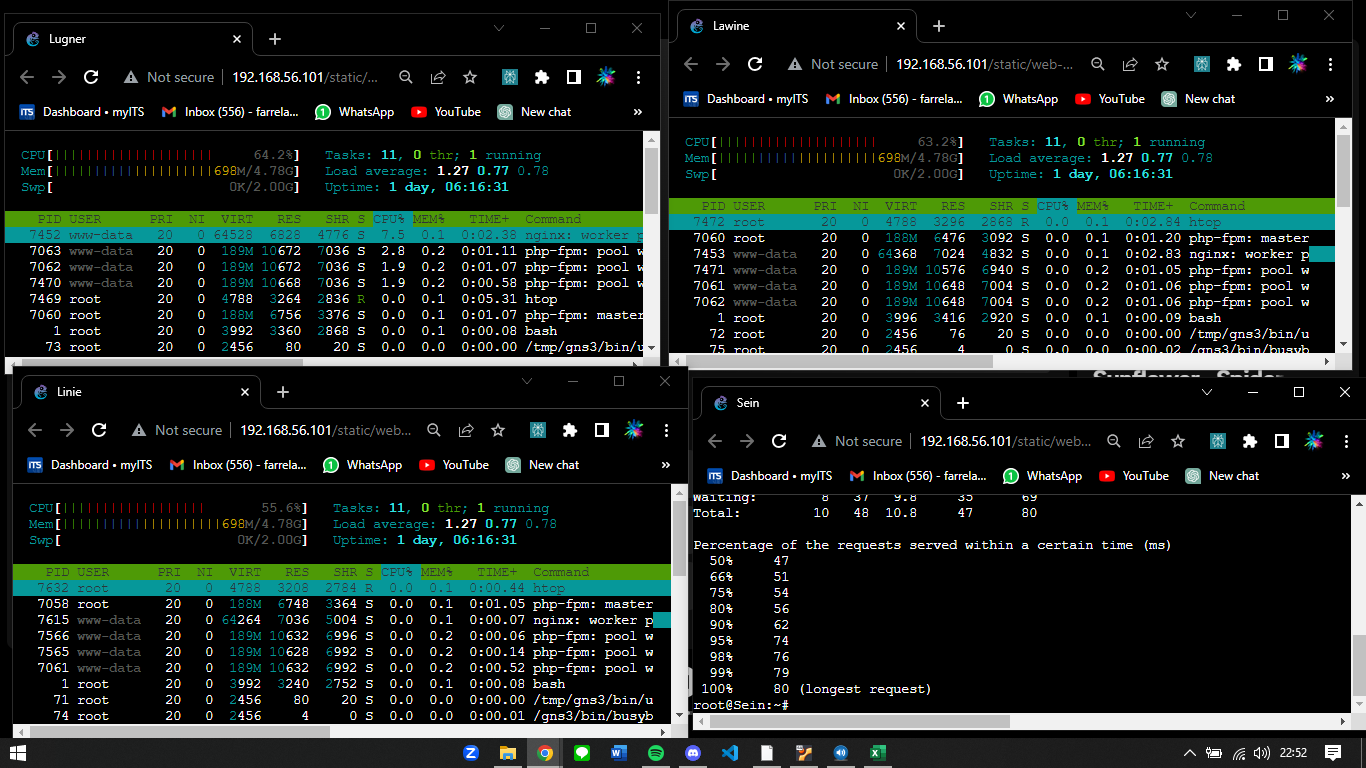 Lugner
Not secure
192.168.56.101/static/...
Dashboard • myITS
Inbox (556) - farrela...
WhatsApp
YouTube
New chat
»
CPU[|||||||||||||||||||||||| 64.2%] Tasks: 11, 0 thr; 1 running
Mem[||||||||||||||||||||698M/4.78G] Load average: 1.27 0.77 0.78
Swp[ 0K/2.00G] Uptime: 1 day, 06:16:31
PID USER PRI NI VIRT RES SHR S CPU% MEM% TIME+ Command
7452 www-data 20 0 64528 6828 4776 S 7.5 0.1 0:02.38 nginx: worker p
7063 www-data 20 0 189M 10672 7036 S 2.8 0.2 0:01.11 php-fpm: pool w
7062 www-data 20 0 189M 10672 7036 S 1.9 0.2 0:01.07 php-fpm: pool w
7470 www-data 20 0 189M 10668 7036 S 1.9 0.2 0:00.58 php-fpm: pool w
7469 root 20 0 4788 3264 2836 R 0.0 0.1 0:05.31 htop
7060 root 20 0 188M 6756 3376 S 0.0 0.1 0:01.07 php-fpm: master
1 root 20 0 3992 3360 2868 S 0.0 0.1 0:00.08 bash
73 root 20 0 2456 80 20 S 0.0 0.0 0:00.00 /tmp/gns3/bin/u
Lawine
Not secure
192.168.56.101/static/web-...
Dashboard • myITS
Inbox (556) - farrela...
WhatsApp
YouTube
New chat
»
CPU[|||||||||||||||||||| 63.2%] Tasks: 11, 0 thr; 1 running
Mem[||||||||||||||||||||698M/4.78G] Load average: 1.27 0.77 0.78
Swp[ 0K/2.00G] Uptime: 1 day, 06:16:31
PID USER PRI NI VIRT RES SHR S CPU% MEM% TIME+ Command
7472 root 20 0 4788 3296 2868 R 0.0 0.1 0:02.84 htop
7060 root 20 0 188M 6476 3092 S 0.0 0.1 0:01.20 php-fpm: master
7453 www-data 20 0 64368 7024 4832 S 0.0 0.1 0:02.83 nginx: worker p
7471 www-data 20 0 189M 10576 6940 S 0.0 0.2 0:01.05 php-fpm: pool w
7061 www-data 20 0 189M 10648 7004 S 0.0 0.2 0:01.06 php-fpm: pool w
7062 www-data 20 0 189M 10648 7004 S 0.0 0.2 0:01.06 php-fpm: pool w
1 root 20 0 3996 3416 2920 S 0.0 0.1 0:00.09 bash
72 root 20 0 2456 76 20 S 0.0 0.0 0:00.00 /tmp/gns3/bin/u
75 root 20 0 2456 4 0 S 0.0 0.0 0:00.02 /gns3/bin/busyb
Sunflower Spider
Linie
Not secure
192.168.56.101/static/web...
Dashboard • myITS
Inbox (556) - farrela...
WhatsApp
YouTube
New chat
»
CPU[||||||||||||||||||| 55.6%] Tasks: 11, 0 thr; 1 running
Mem[||||||||||||||||||||698M/4.78G] Load average: 1.27 0.77 0.78
Swp[ 0K/2.00G] Uptime: 1 day, 06:16:31
PID USER PRI NI VIRT RES SHR S CPU% MEM% TIME+ Command
7632 root 20 0 4788 3208 2784 R 0.0 0.1 0:00.44 htop
7058 root 20 0 188M 6748 3364 S 0.0 0.1 0:01.05 php-fpm: master
7615 www-data 20 0 64264 7036 5004 S 0.0 0.1 0:00.07 nginx: worker p
7566 www-data 20 0 189M 10632 6996 S 0.0 0.2 0:00.06 php-fpm: pool w
7565 www-data 20 0 189M 10628 6992 S 0.0 0.2 0:00.14 php-fpm: pool w
7061 www-data 20 0 189M 10632 6992 S 0.0 0.2 0:00.52 php-fpm: pool w
1 root 20 0 3992 3240 2752 S 0.0 0.1 0:00.08 bash
71 root 20 0 2456 80 20 S 0.0 0.0 0:00.00 /tmp/gns3/bin/u
74 root 20 0 2456 4 0 S 0.0 0.0 0:00.01 /gns3/bin/busyb
Sein
Not secure
192.168.56.101/static/web...
Dashboard • myITS
Inbox (556) - farrela...
WhatsApp
YouTube
New chat
»
Waiting: 8 37 9.8 35 69
Total: 10 48 10.8 47 80
Percentage of the requests served within a certain time (ms)
50% 47
66% 51
75% 54
80% 56
90% 62
95% 74
98% 76
99% 79
100% 80 (longest request)
root@Sein:~#
22:52